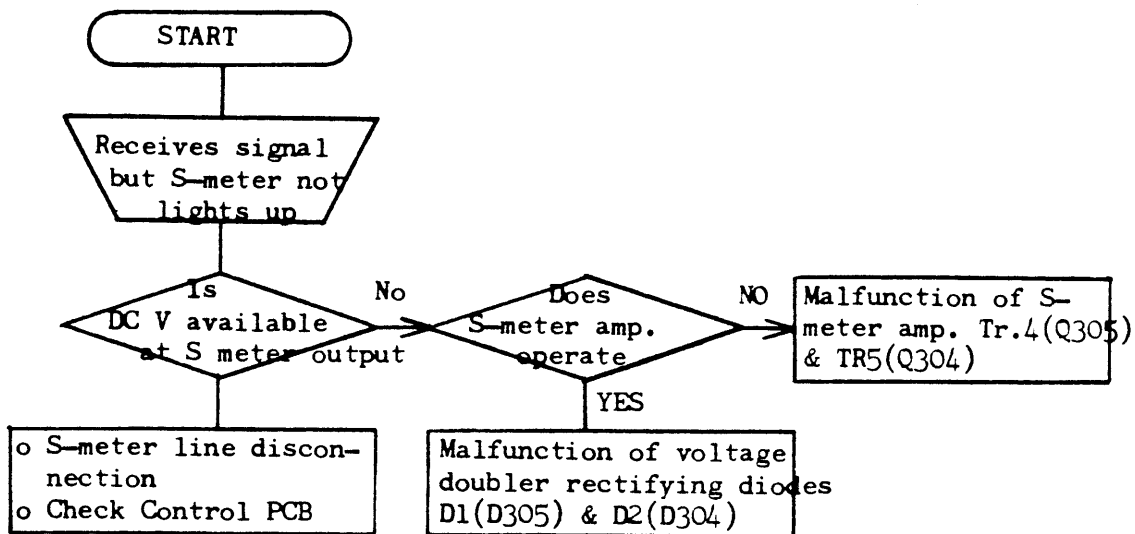 START
Receives signal
but S-meter not
lights up
Is
DC V available
at S meter output
No
Does
S-meter amp.
operate
NO
Malfunction of S-
meter amp. Tr.4(Q305)
& TR5(Q304)
YES
o S-meter line discon-
nection
o Check Control PCB
Malfunction of voltage
doubler rectifying diodes
D1(D305) & D2(D304)